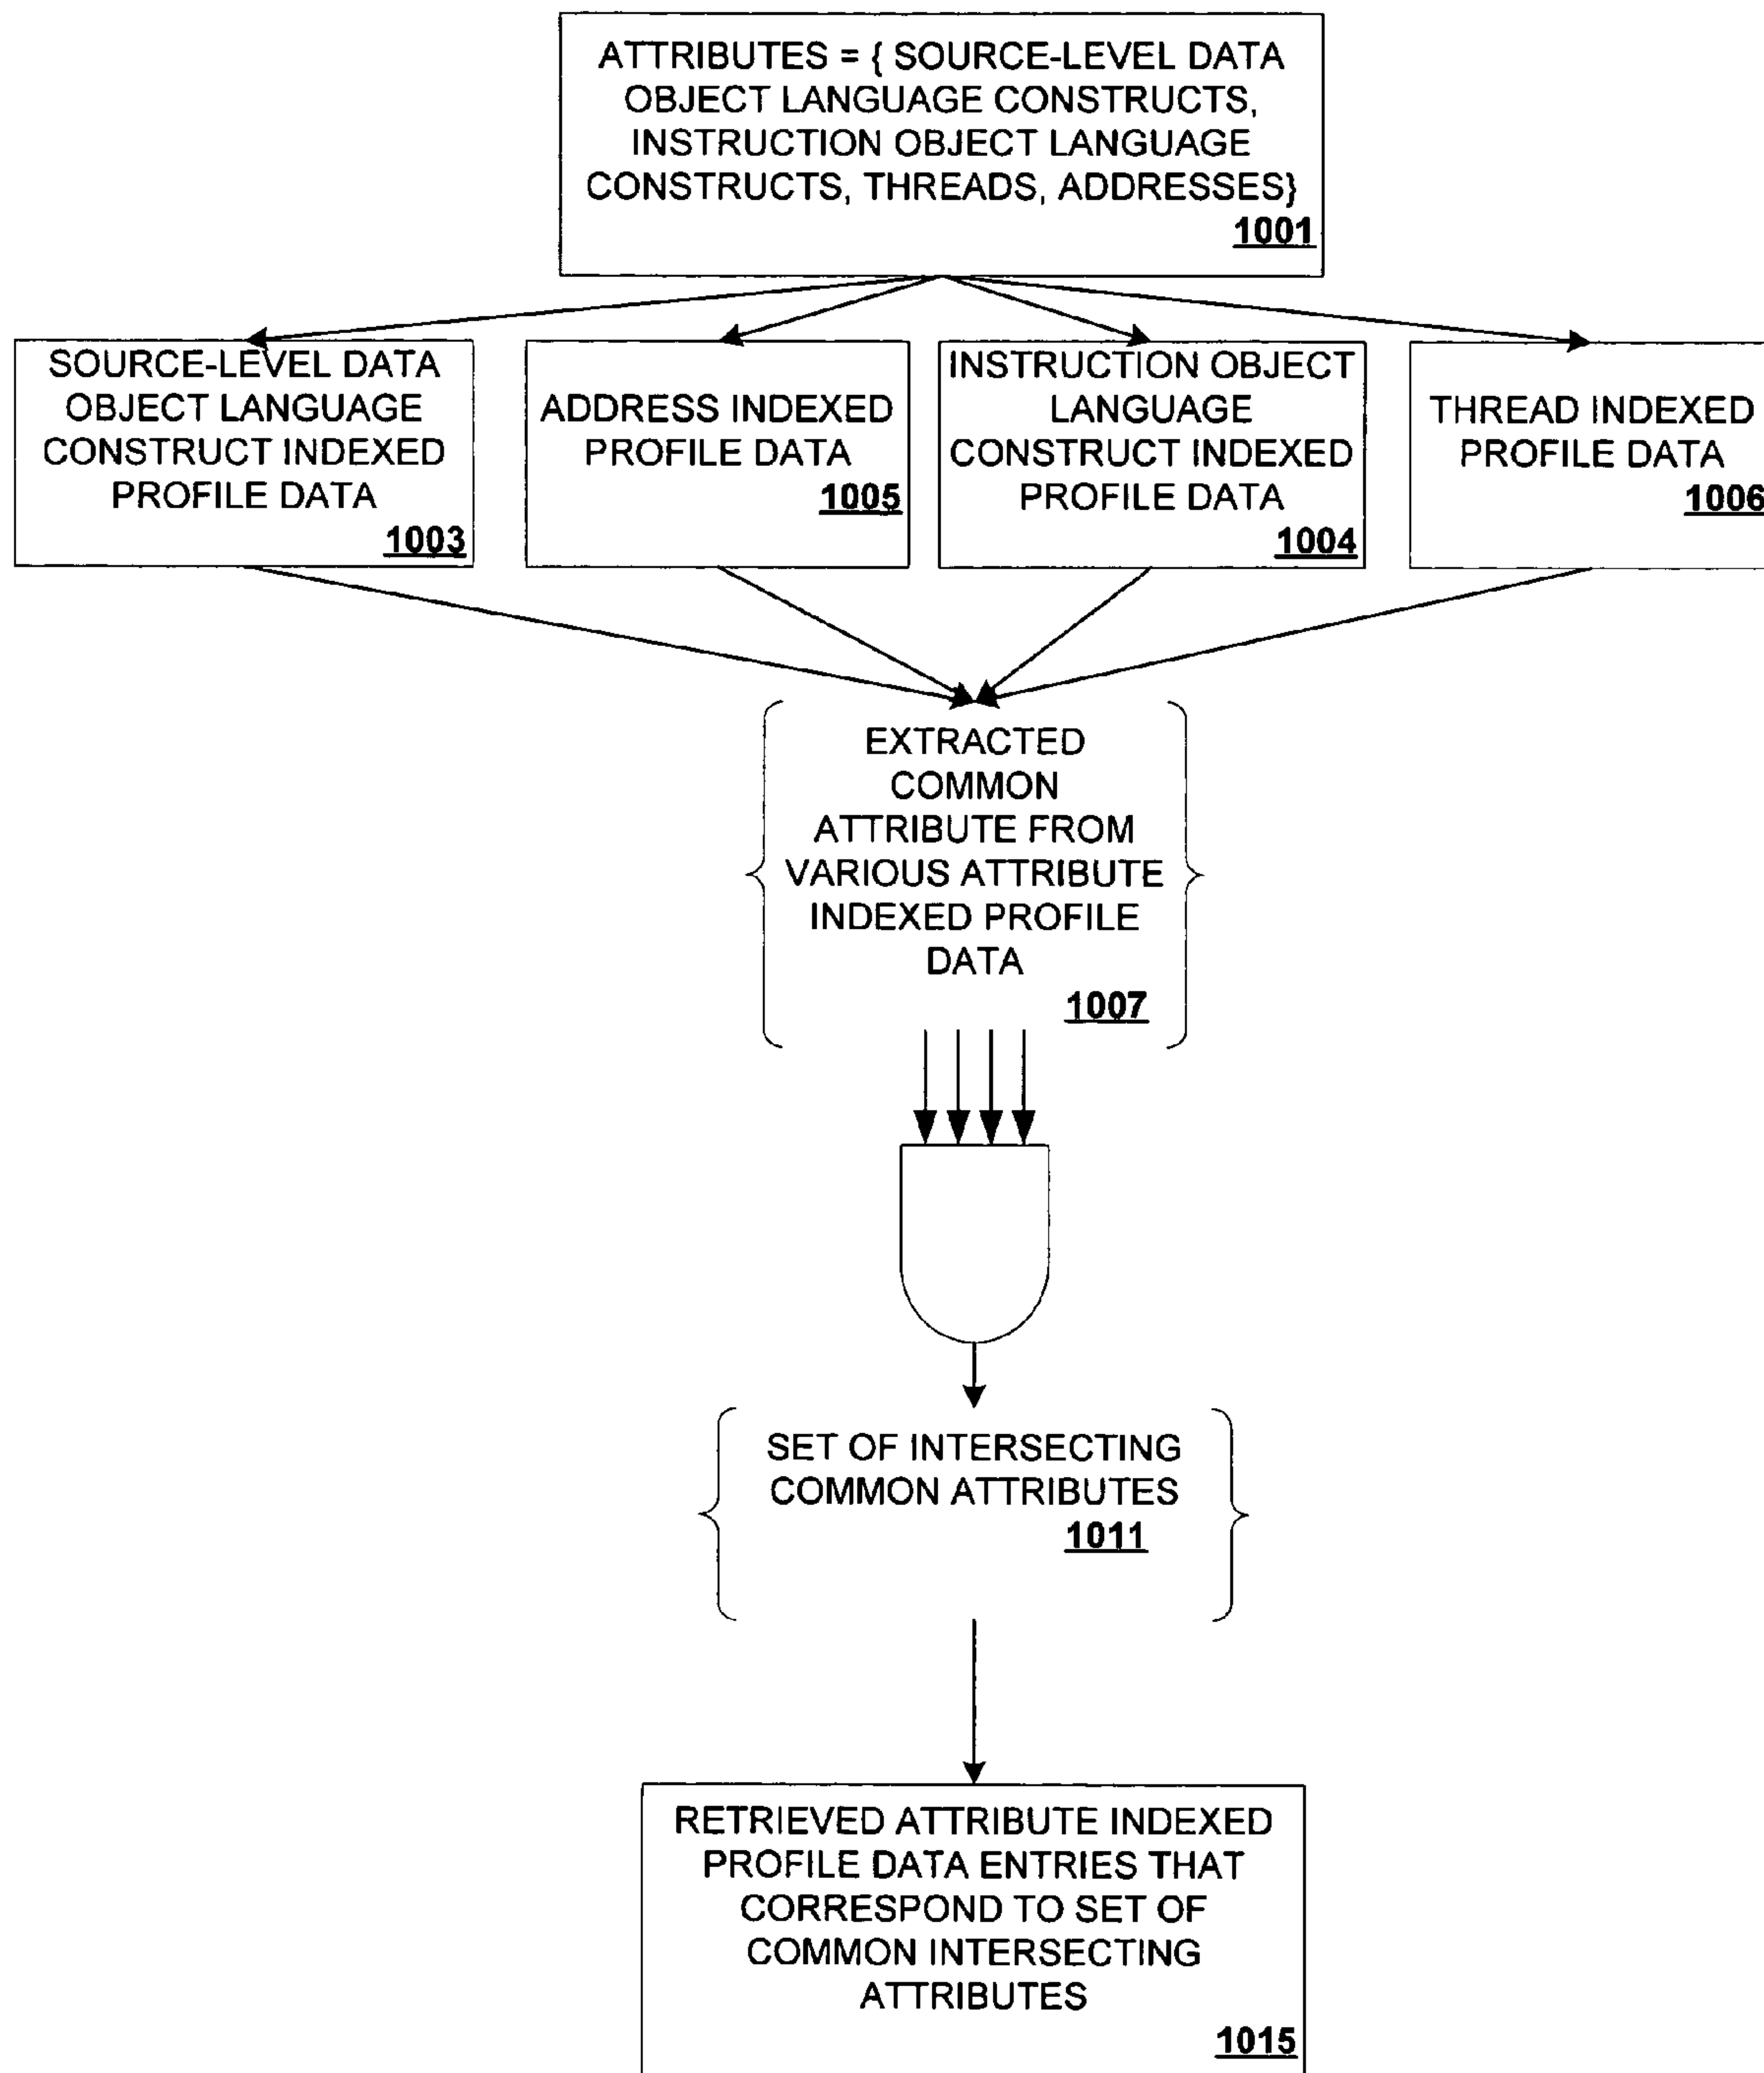 ATTRIBUTES = { SOURCE-LEVEL DATA
OBJECT LANGUAGE CONSTRUCTS,
INSTRUCTION OBJECT LANGUAGE
CONSTRUCTS, THREADS, ADDRESSES}
1001
SOURCE-LEVEL DATA
OBJECT LANGUAGE
CONSTRUCT INDEXED
PROFILE DATA
1003
ADDRESS INDEXED
PROFILE DATA
1005
INSTRUCTION OBJECT
LANGUAGE
CONSTRUCT INDEXED
PROFILE DATA
1004
THREAD INDEXED
PROFILE DATA
1006
EXTRACTED
COMMON
ATTRIBUTE FROM
VARIOUS ATTRIBUTE
INDEXED PROFILE
DATA
1007
SET OF INTERSECTING
COMMON ATTRIBUTES
1011
RETRIEVED ATTRIBUTE INDEXED
PROFILE DATA ENTRIES THAT
CORRESPOND TO SET OF
COMMON INTERSECTING
ATTRIBUTES
1015